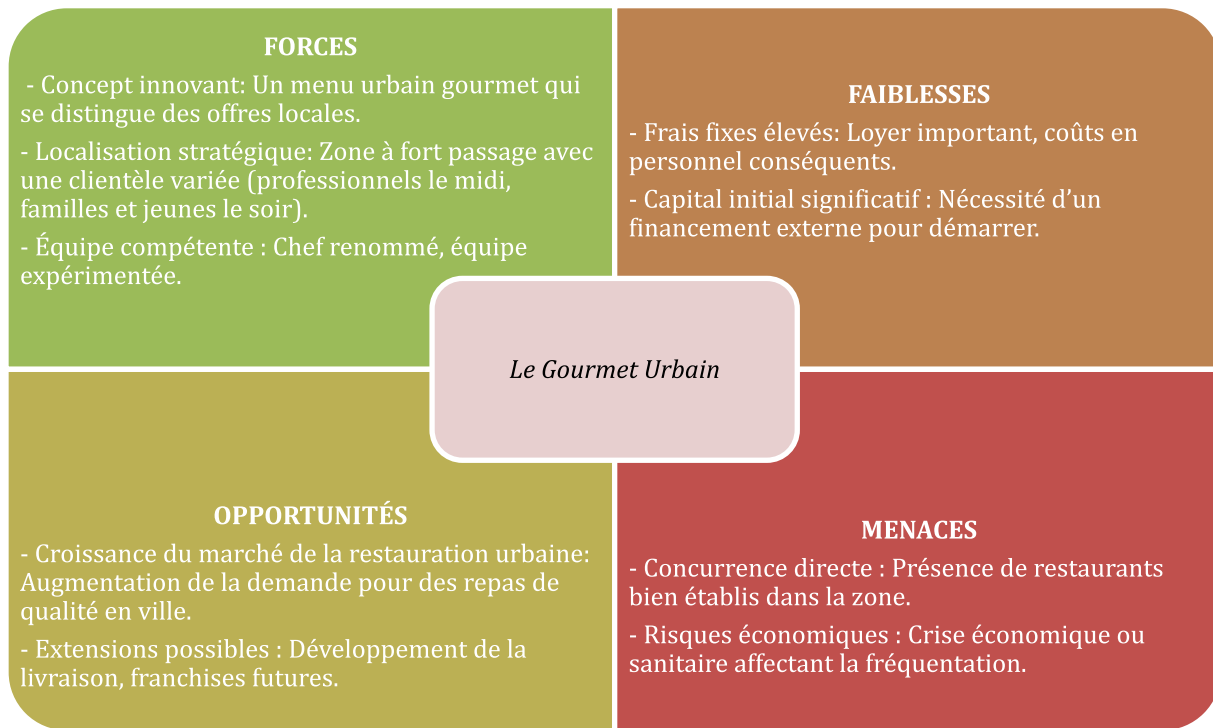 FORCES
- Concept innovant: Un menu urbain gourmet qui
se distingue des offres locales.
- Localisation stratégique: Zone à fort passage avec
une clientèle variée (professionnels le midi,
familles et jeunes le soir).
- Équipe compétente : Chef renommé, équipe
expérimentée.
FAIBLESSES
- Frais fixes élevés: Loyer important, coûts en
personnel conséquents.
- Capital initial significatif : Nécessité d’un
financement externe pour démarrer.
Le Gourmet Urbain
OPPORTUNITÉS
- Croissance du marché de la restauration urbaine:
Augmentation de la demande pour des repas de
qualité en ville.
- Extensions possibles : Développement de la
livraison, franchises futures.
MENACES
- Concurrence directe : Présence de restaurants
bien établis dans la zone.
- Risques économiques : Crise économique ou
sanitaire affectant la fréquentation.